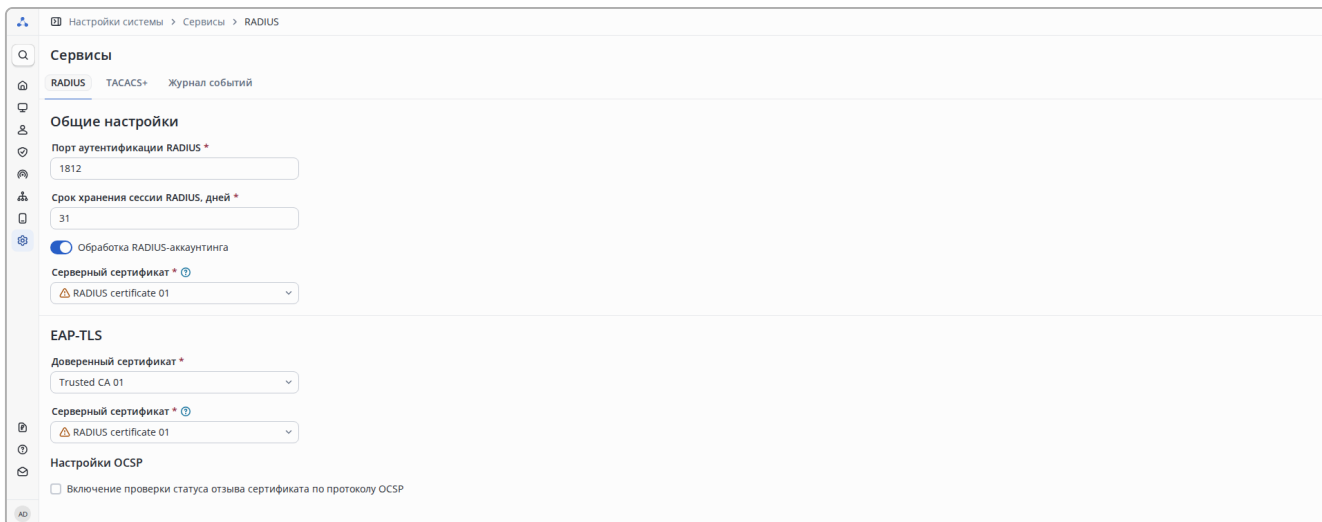 Настройки системы > Сервисы > RADIUS
Сервисы
RADIUS TACACS+ Журнал событий
Общие настройки
Порт аутентификации RADIUS *
1812
Срок хранения сессии RADIUS, дней *
31
Обработка RADIUS-аккаунтинга
Серверный сертификат * ?
RADIUS certificate 01
EAP-TLS
Доверенный сертификат *
Trusted CA 01
Серверный сертификат * ?
RADIUS certificate 01
Настройки OCSP
Включение проверки статуса отзыва сертификата по протоколу OCSP
AD